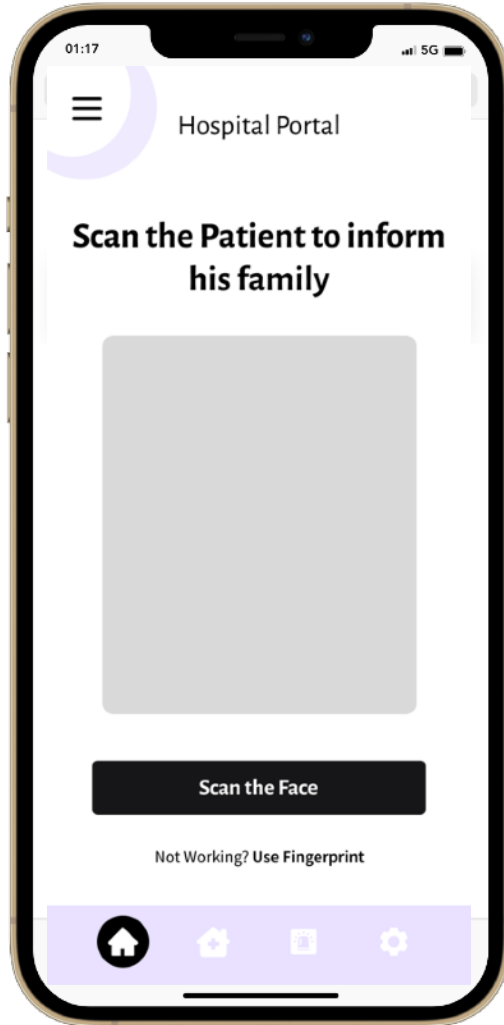 01:17
5G
Hospital Portal
Scan the Patient to inform
his family
Scan the Face
Not Working? Use Fingerprint